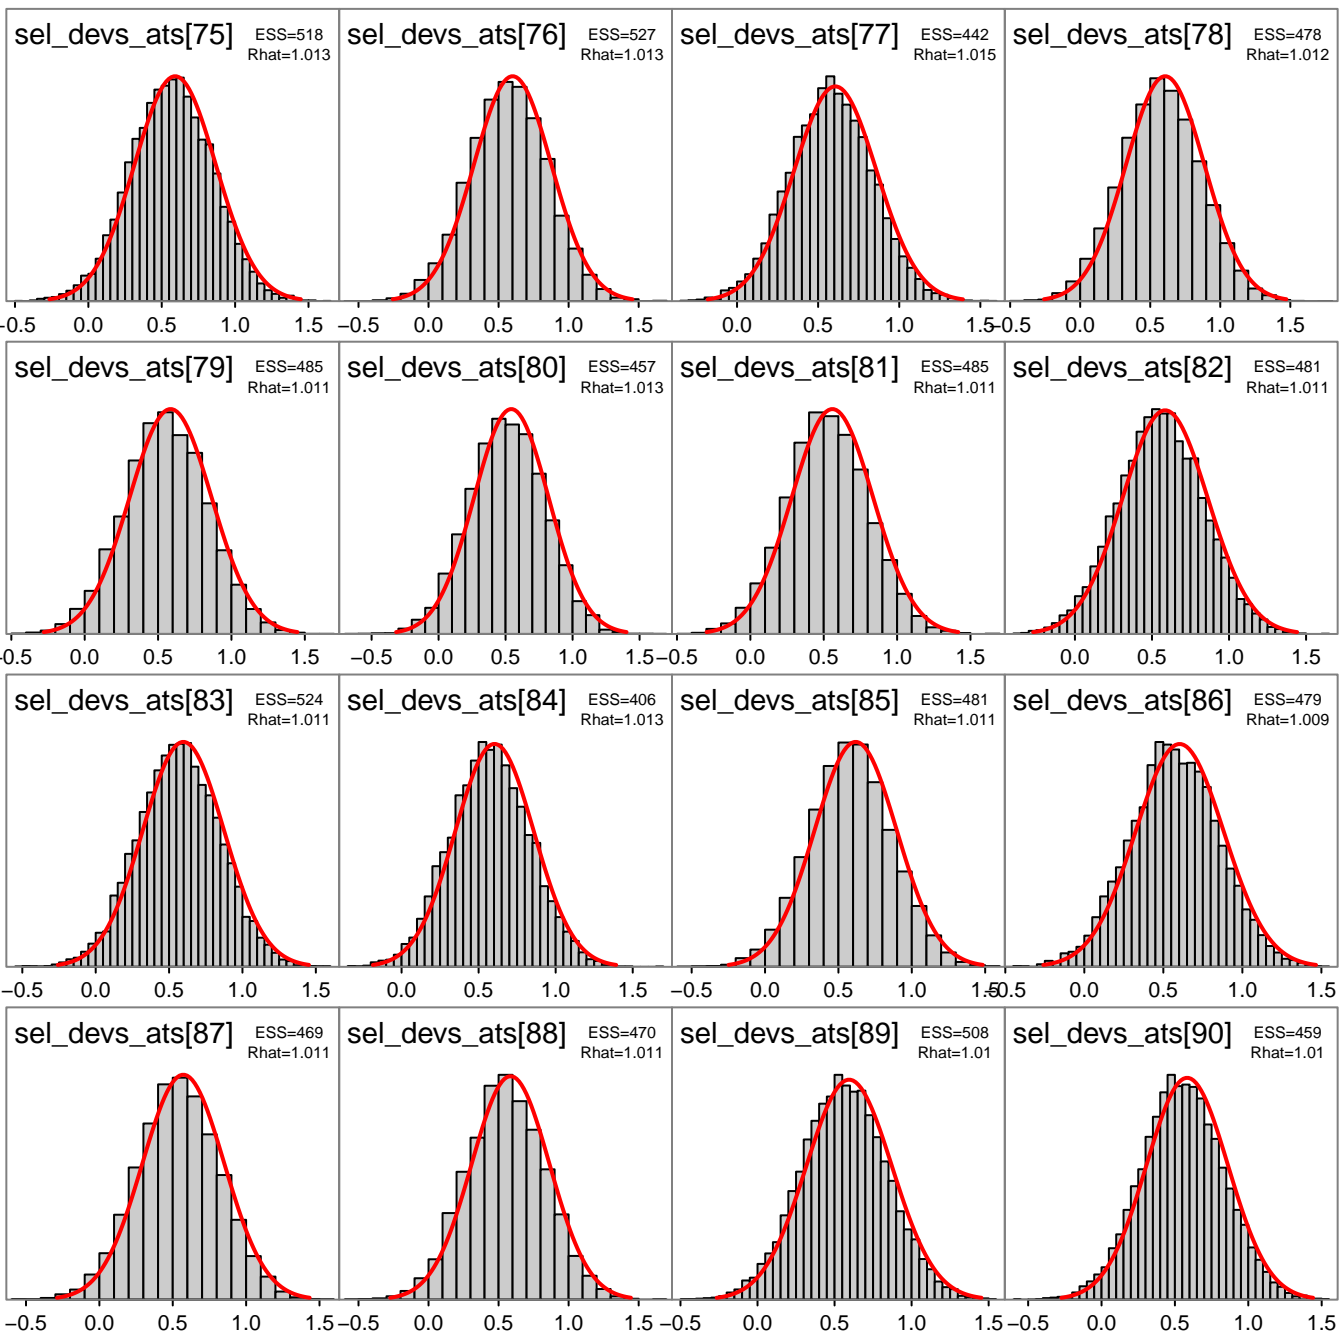 sel_devs_ats[75] ESS=518
Rhat=1.013
sel_devs_ats[76] ESS=527
Rhat=1.013
sel_devs_ats[77] ESS=442
Rhat=1.015
sel_devs_ats[78] ESS=478
Rhat=1.012
−0.5 0.0 0.5 1.0 1.5
−0.5 0.0 0.5 1.0 1.5
0.0 0.5 1.0 1.5
−0.5 0.0 0.5 1.0 1.5
sel_devs_ats[79] ESS=485
Rhat=1.011
sel_devs_ats[80] ESS=457
Rhat=1.013
sel_devs_ats[81] ESS=485
Rhat=1.011
sel_devs_ats[82] ESS=481
Rhat=1.011
−0.5 0.0 0.5 1.0 1.5
−0.5 0.0 0.5 1.0 1.5
−0.5 0.0 0.5 1.0 1.5
0.0 0.5 1.0 1.5
sel_devs_ats[83] ESS=524
Rhat=1.011
sel_devs_ats[84] ESS=406
Rhat=1.013
sel_devs_ats[85] ESS=481
Rhat=1.011
sel_devs_ats[86] ESS=479
Rhat=1.009
−0.5 0.0 0.5 1.0 1.5
0.0 0.5 1.0 1.5
−0.5 0.0 0.5 1.0 1.5
−0.5 0.0 0.5 1.0 1.5
sel_devs_ats[87] ESS=469
Rhat=1.011
sel_devs_ats[88] ESS=470
Rhat=1.011
sel_devs_ats[89] ESS=508
Rhat=1.01
sel_devs_ats[90] ESS=459
Rhat=1.01
−0.5 0.0 0.5 1.0 1.5
−0.5 0.0 0.5 1.0 1.5
−0.5 0.0 0.5 1.0 1.5
0.0 0.5 1.0 1.5